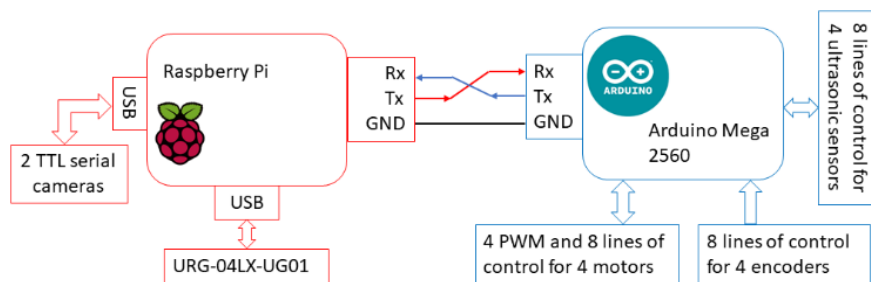 Raspberry Pi
USB
2 TTL serial
cameras
USB
URG-04LX-UG01
Rx
Tx
GND
Rx
Tx
GND
ARDUINO
Arduino Mega
2560
4 PWM and 8 lines of
control for 4 motors
8 lines of control
for 4 encoders
8 lines of control for
4 ultrasonic sensors